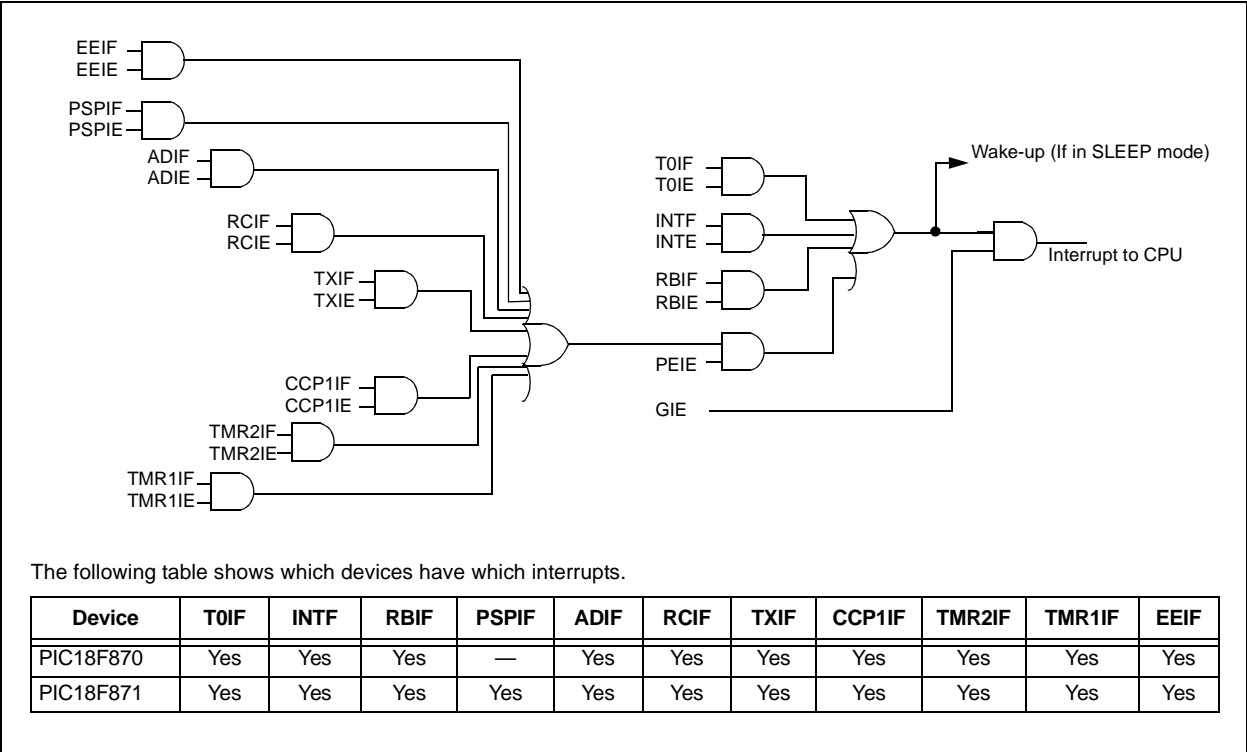 EEIF
EEIE
PSPIF
PSPIE
ADIF
ADIE
RCIF
RCIE
TXIF
TXIE
CCP1IF
CCP1IE
TMR2IF
TMR2IE
TMR1IF
TMR1IE
T0IF
T0IE
INTF
INTE
RBIF
RBIE
PEIE
GIE
Wake-up (If in SLEEP mode)
Interrupt to CPU
The following table shows which devices have which interrupts.
Device T0IF INTF RBIF PSPIF ADIF RCIF TXIF CCP1IF TMR2IF TMR1IF EEIF
PIC18F870 Yes Yes Yes — Yes Yes Yes Yes Yes Yes Yes
PIC18F871 Yes Yes Yes Yes Yes Yes Yes Yes Yes Yes Yes